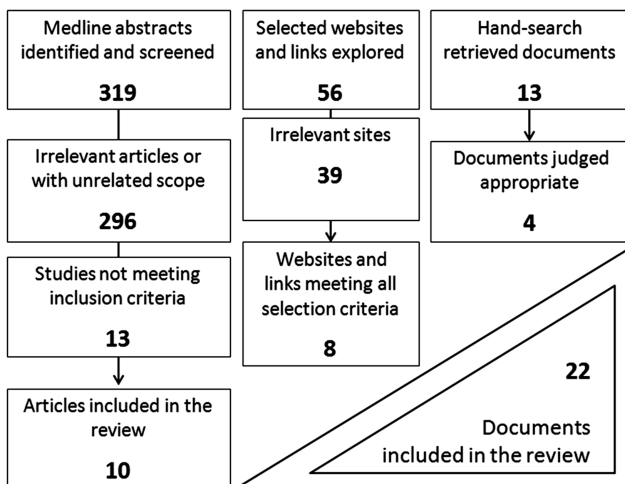 Medline abstracts
identified and screened
319
Irrelevant articles or
with unrelated scope
296
Studies not meeting
inclusion criteria
13
Articles included in the
review
10
Selected websites
and links explored
56
Irrelevant sites
39
Websites and
links meeting all
selection criteria
8
Hand-search
retrieved documents
13
Documents judged
appropriate
4
22
Documents
included in the review